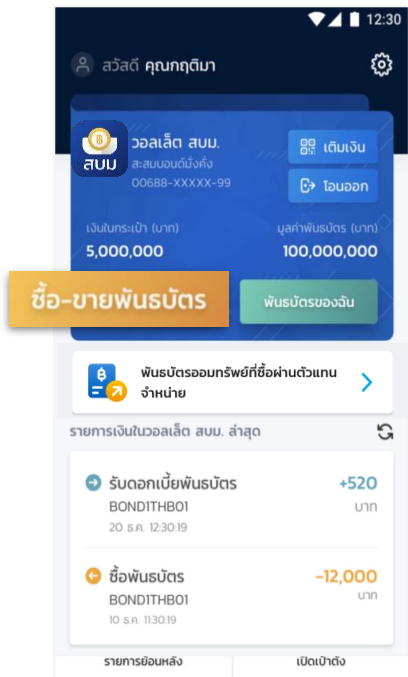 12:30
สวัสดี คุณกฤติมา
สบม
วอลเล็ต สบม.
สะสมบอนด์มั่งคั่ง
00688-XXXXX-99
เติมเงิน
โอนออก
เงินในกระเป๋า (บาท)
มูลค่าพันธบัตร (บาท)
5,000,000
100,000,000
ซื้อ-ขายพันธบัตร
พันธบัตรของฉัน
พันธบัตรออมทรัพย์ที่ซื้อผ่านตัวแทน
จำหน่าย
รายการเงินในวอลเล็ต สบม. ล่าสุด
รับดอกเบี้ยพันธบัตร
+520
BOND1THB01
บาท
20 ธ.ค. 12:30:19
ซื้อพันธบัตร
-12,000
BOND1THB01
บาท
10 ธ.ค. 11:30:19
รายการย้อนหลัง
เปิดเป๋าตัง